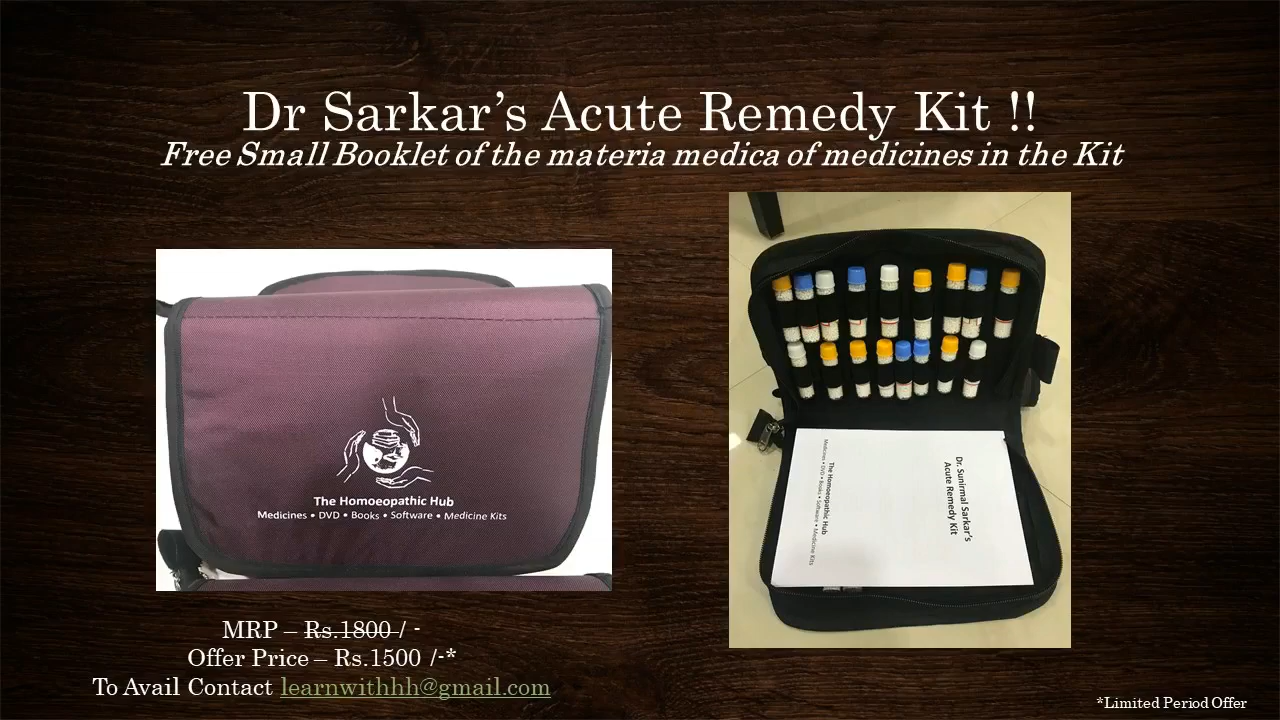 Dr Sarkar’s Acute Remedy Kit !!
Free Small Booklet of the materia medica of medicines in the Kit
The Homoeopathic Hub
Medicines • DVD • Books • Software • Medicine Kits
Dr. Sunirmal Sarkar's
Acute Remedy Kit
The Homoeopathic Hub
Medicines • DVD • Books • Software • Medicine Kits
MRP – Rs.1800 / -
Offer Price – Rs.1500 /-*
To Avail Contact learnwithhh@gmail.com
*Limited Period Offer